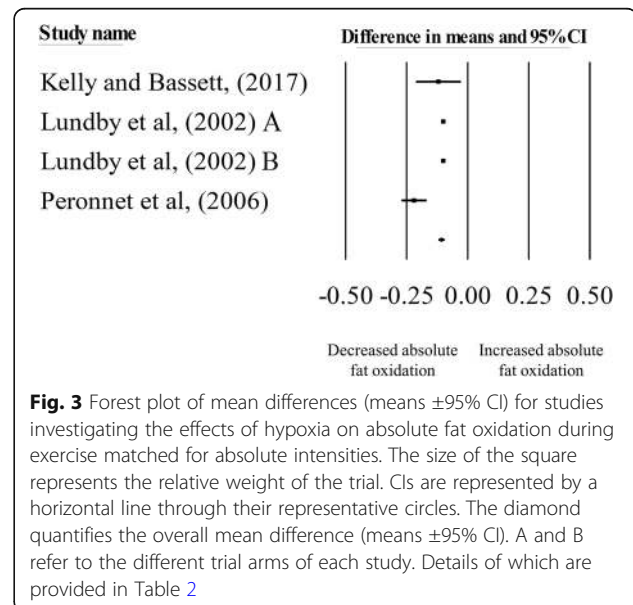 Study name Difference in means and 95%CI
Kelly and Bassett, (2017)
Lundby et al, (2002) A
Lundby et al, (2002) B
Peronnet et al, (2006)
-0.50 -0.25 0.00 0.25 0.50
Decreased absolute Increased absolute
fat oxidation fat oxidation
Fig. 3 Forest plot of mean differences (means ±95% CI) for studies
investigating the effects of hypoxia on absolute fat oxidation during
exercise matched for absolute intensities. The size of the square
represents the relative weight of the trial. CIs are represented by a
horizontal line through their representative circles. The diamond
quantifies the overall mean difference (means ±95% CI). A and B
refer to the different trial arms of each study. Details of which are
provided in Table 2